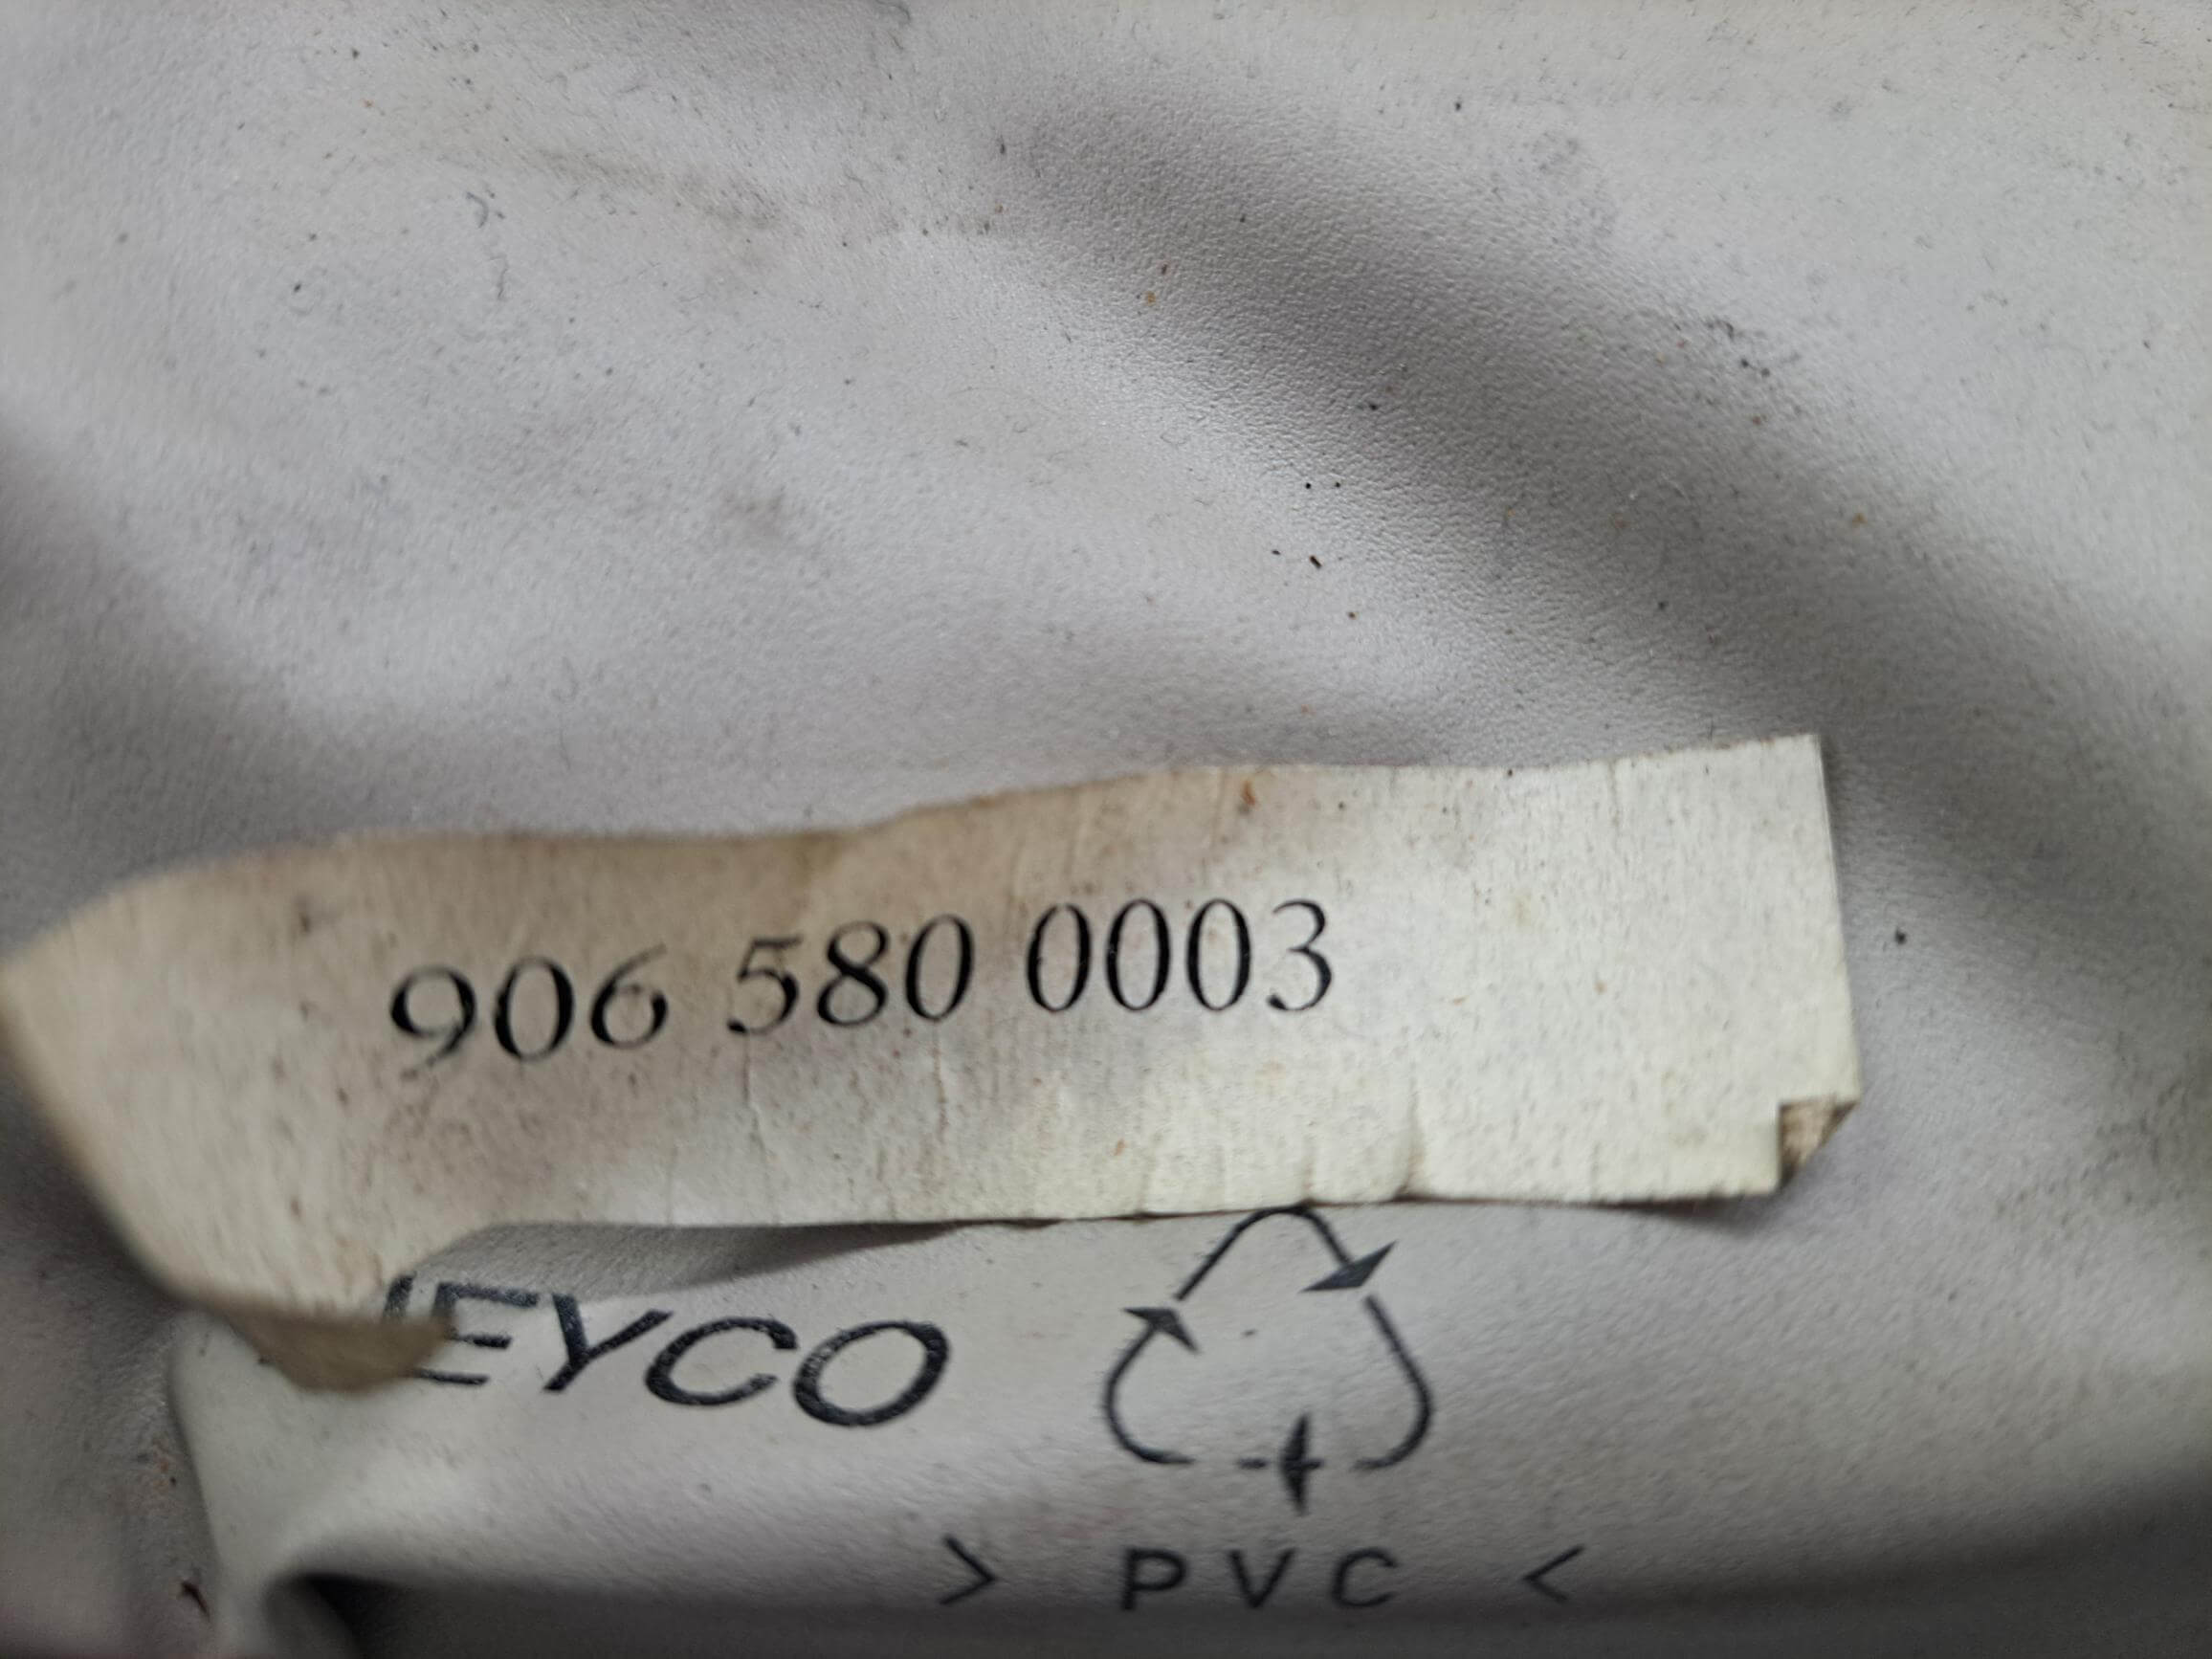 906 580 0003
EYCO
> PVC <